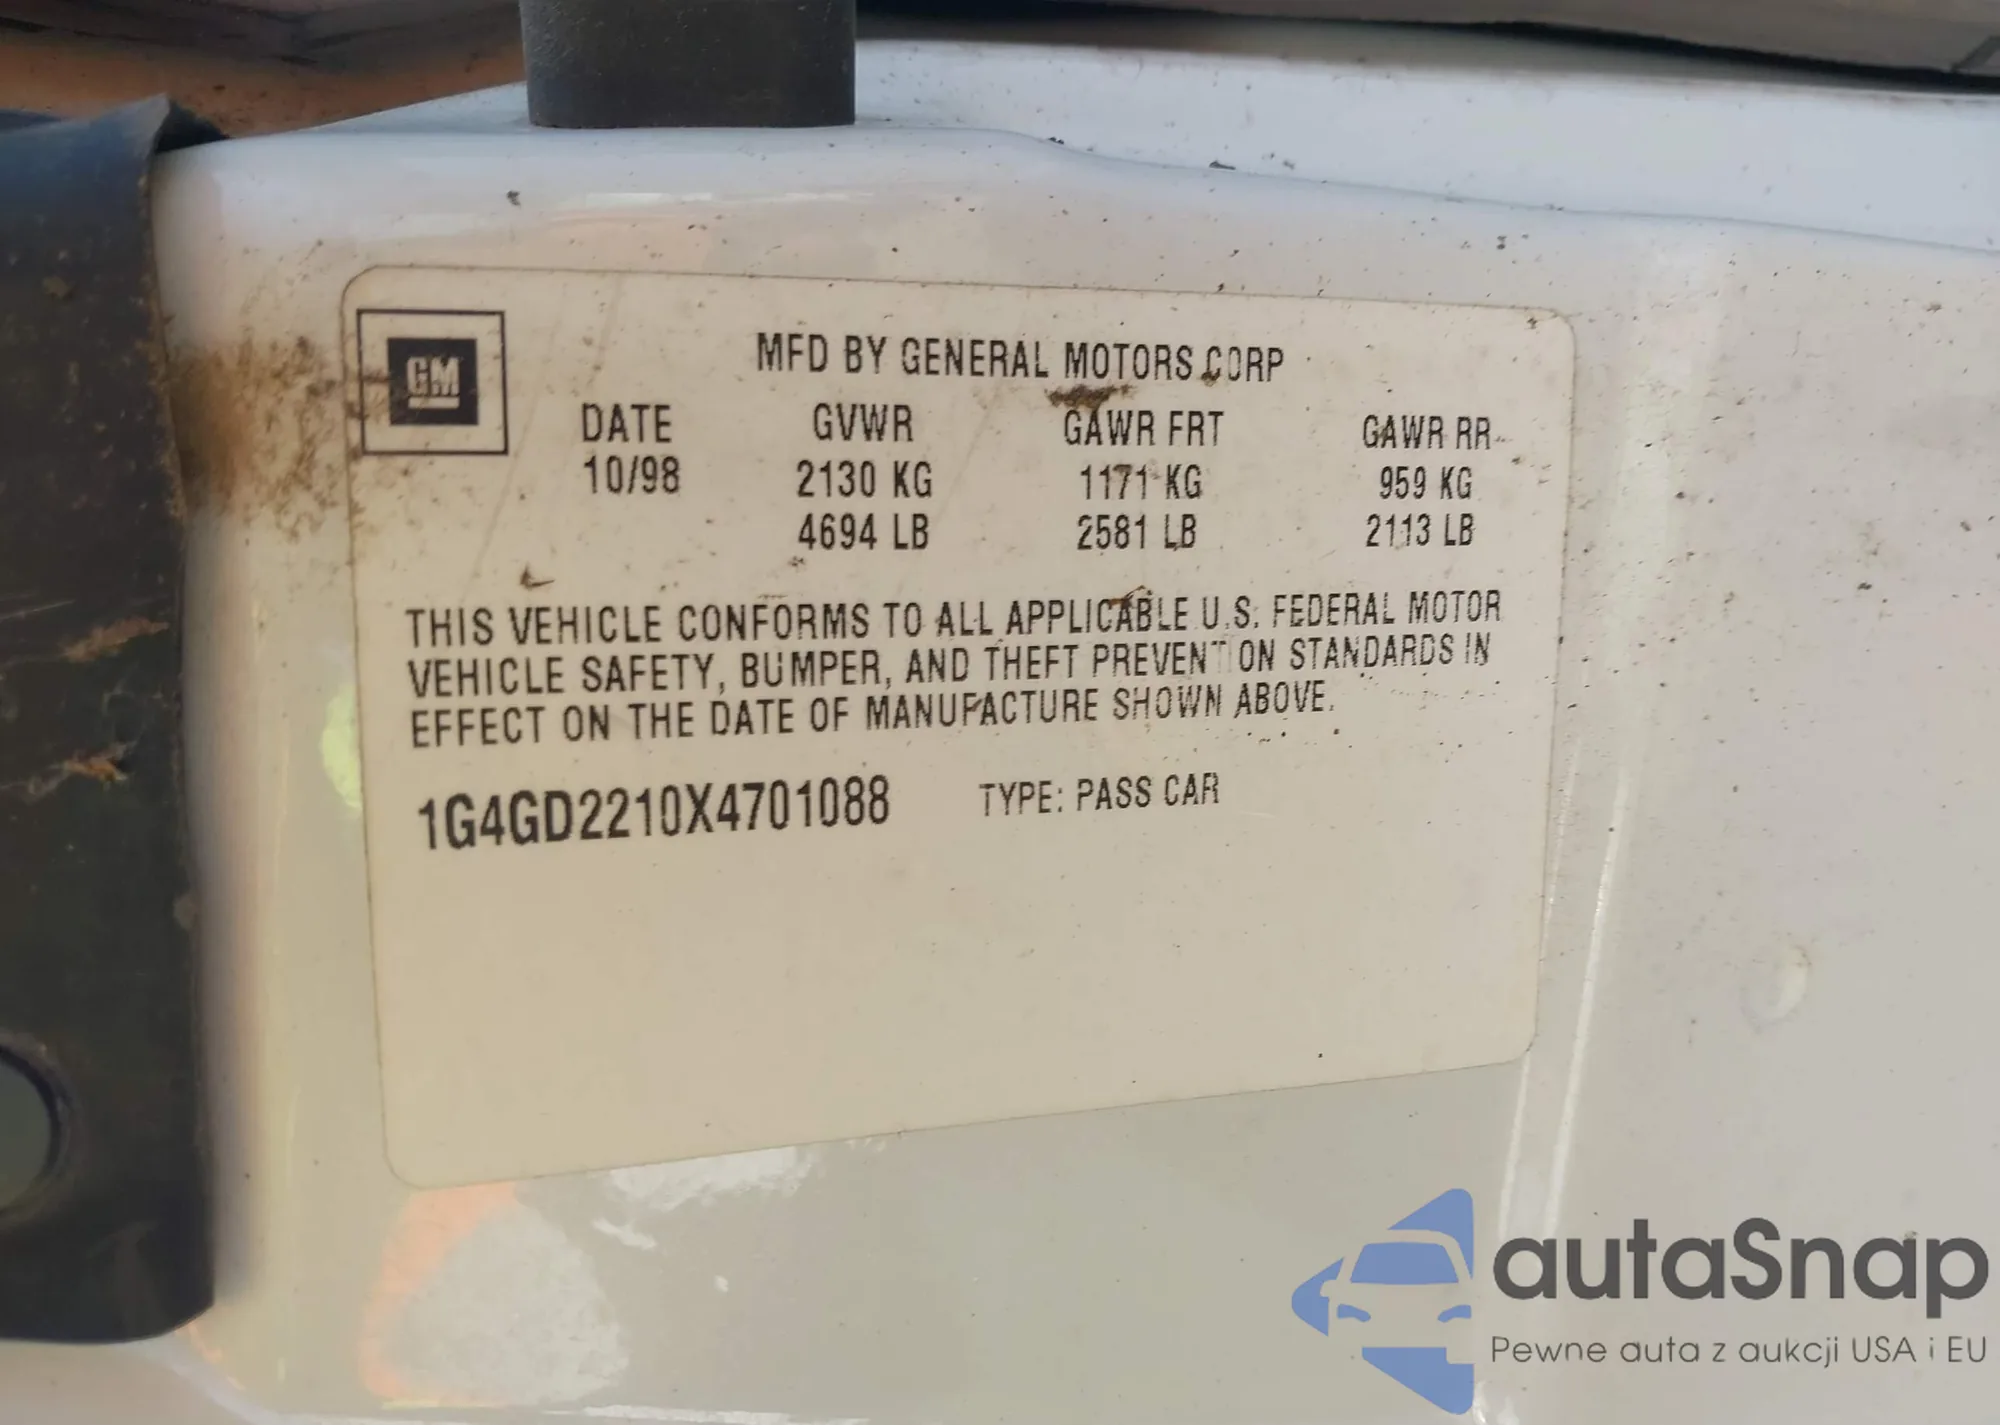 GM
MFD BY GENERAL MOTORS CORP
DATE GVWR GAWR FRT GAWR RR
10/98 2130 KG 1171 KG 959 KG
4694 LB 2581 LB 2113 LB
THIS VEHICLE CONFORMS TO ALL APPLICABLE U.S. FEDERAL MOTOR
VEHICLE SAFETY, BUMPER, AND THEFT PREVENTION STANDARDS IN
EFFECT ON THE DATE OF MANUFACTURE SHOWN ABOVE.
1G4GD2210X4701088 TYPE: PASS CAR
autaSnap
Pewne auta z aukcji USA i EU